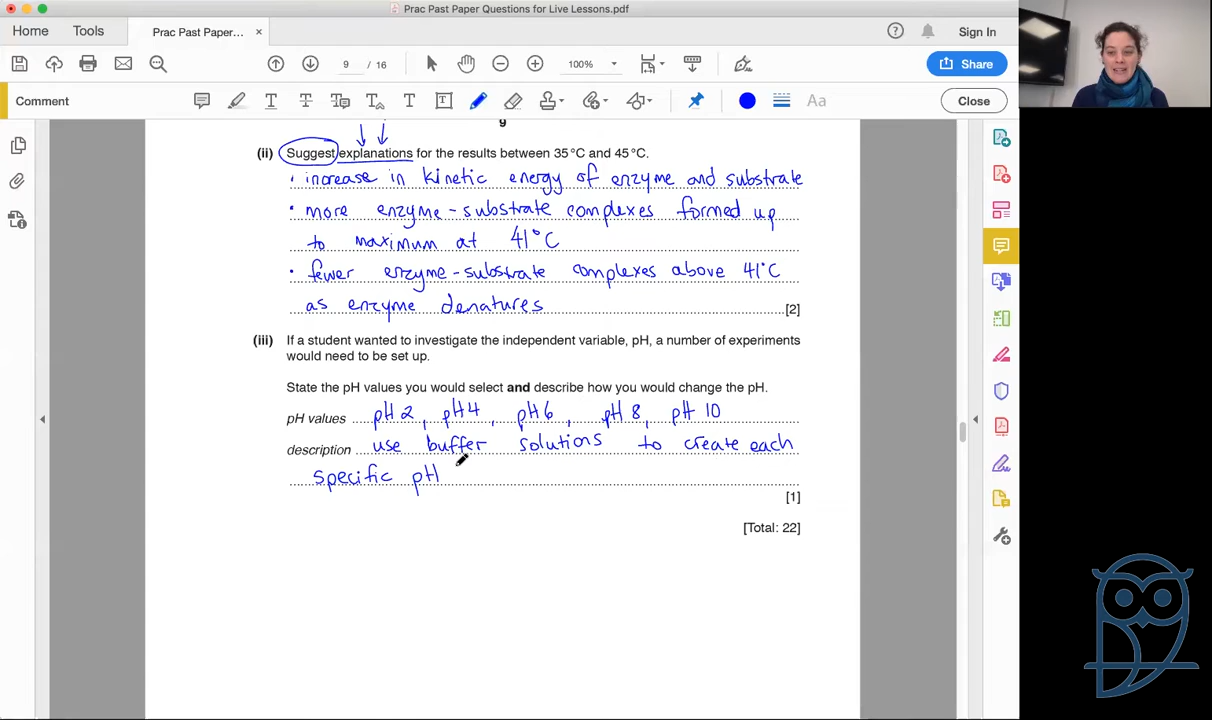 Prac Past Paper Questions for Live Lessons.pdf
Home Tools Prac Past Paper... × Sign In
9 / 16 100% Share
Comment Aa Close
9
(ii) Suggest explanations for the results between 35°C and 45°C.
• increase in kinetic energy of enzyme and substrate
• more enzyme-substrate complexes formed up
to maximum at 41°C
• fewer enzyme-substrate complexes above 41°C
as enzyme denatures [2]
(iii) If a student wanted to investigate the independent variable, pH, a number of experiments
would need to be set up.
State the pH values you would select and describe how you would change the pH.
pH values pH 2, pH 4, pH 6, pH 8, pH 10
description use buffer solutions to create each
specific pH
[1]
[Total: 22]